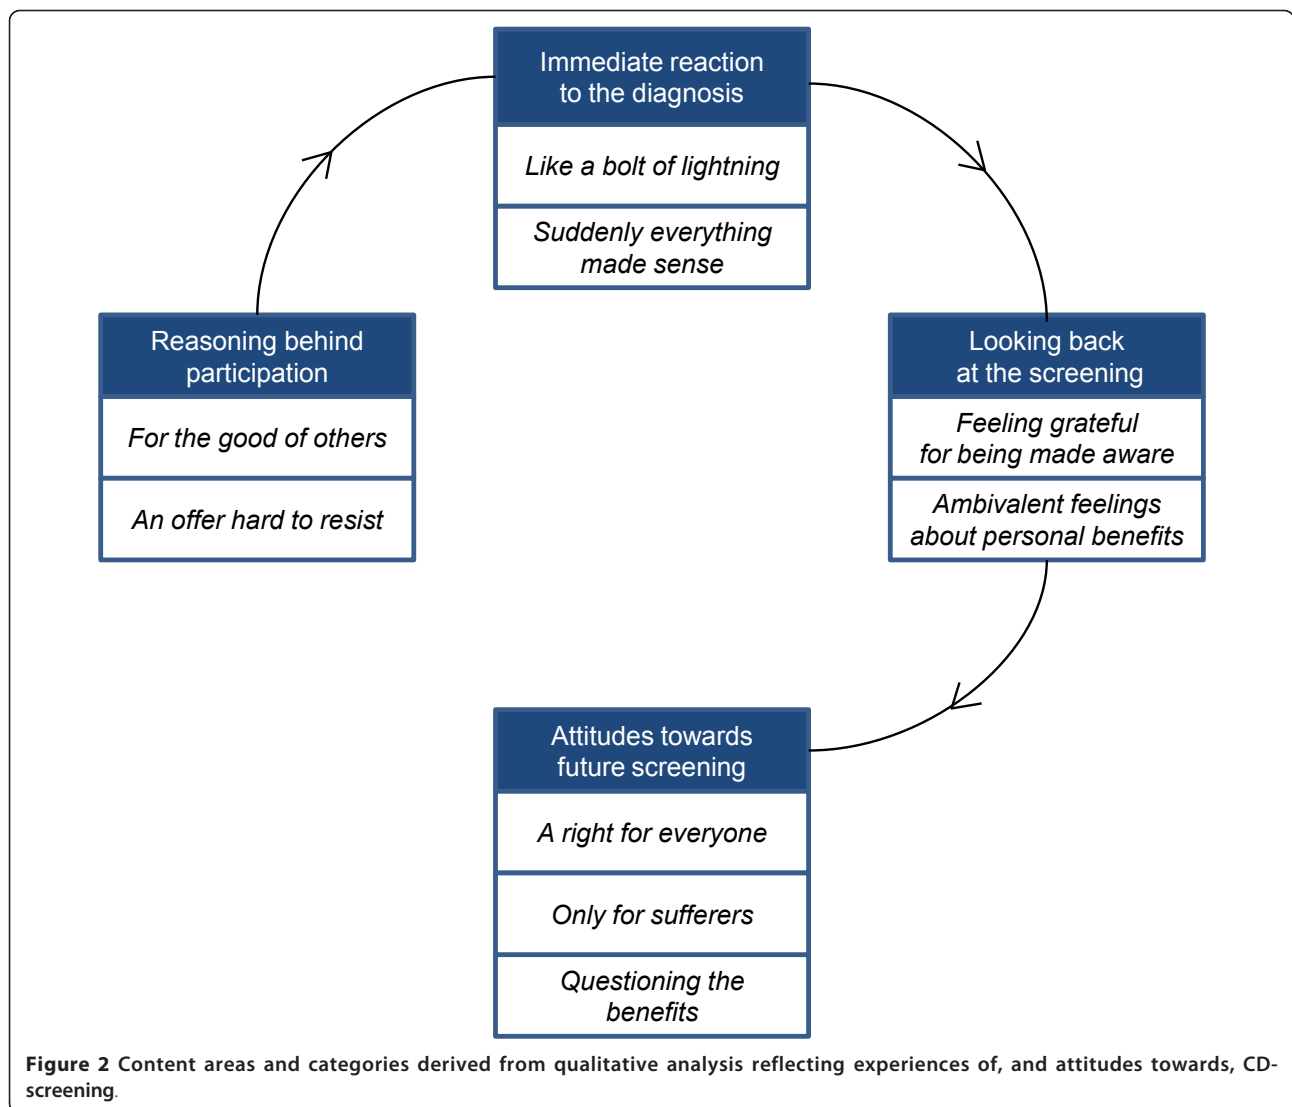 Immediate reaction
to the diagnosis
Like a bolt of lightning
Suddenly everything
made sense
Reasoning behind
participation
For the good of others
An offer hard to resist
Looking back
at the screening
Feeling grateful
for being made aware
Ambivalent feelings
about personal benefits
Attitudes towards
future screening
A right for everyone
Only for sufferers
Questioning the
benefits
Figure 2 Content areas and categories derived from qualitative analysis reflecting experiences of, and attitudes towards, CD-
screening.